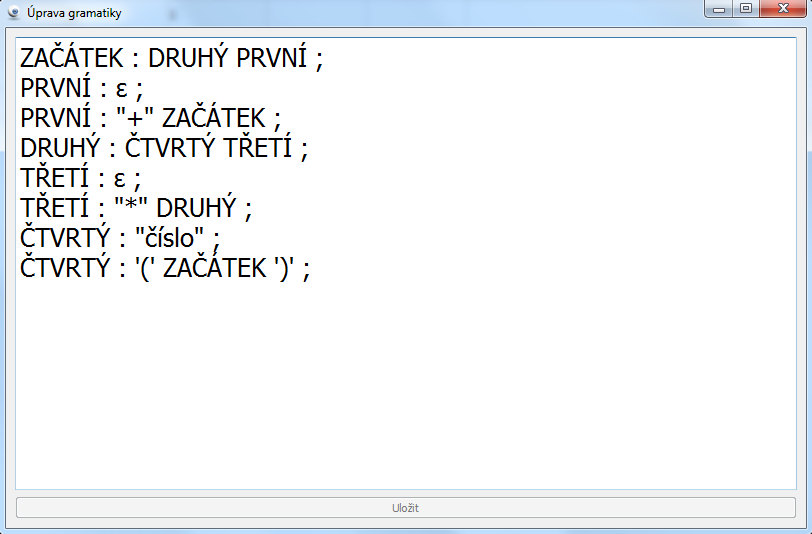 Úprava gramatiky
ZAČÁTEK : DRUHÝ PRVNÍ ;
PRVNÍ : ε ;
PRVNÍ : "+" ZAČÁTEK ;
DRUHÝ : ČTVRTÝ TŘETÍ ;
TŘETÍ : ε ;
TŘETÍ : "*" DRUHÝ ;
ČTVRTÝ : "číslo" ;
ČTVRTÝ : '(' ZAČÁTEK ')' ;
Uložit